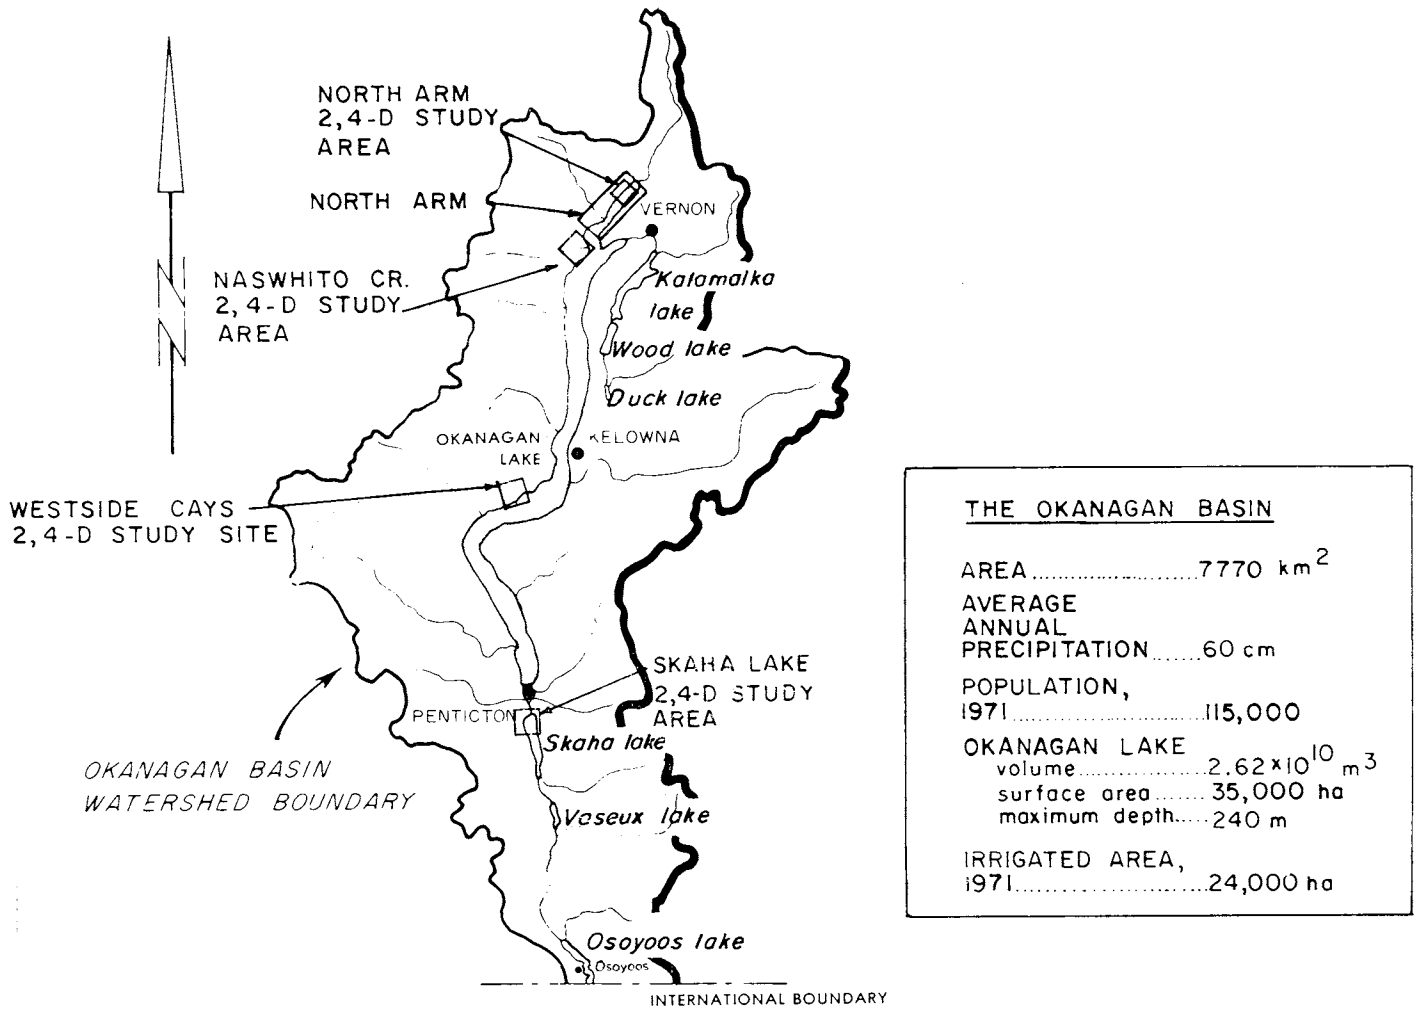 NORTH ARM
2,4-D STUDY
AREA
NORTH ARM
VERNON
NASWHITO CR.
2,4-D STUDY
AREA
Kalamalka
lake
Wood lake
Duck lake
OKANAGAN
LAKE
KELOWNA
WESTSIDE CAYS
2,4-D STUDY SITE
SKAHA LAKE
2,4-D STUDY
AREA
PENTICTON
Skaha lake
OKANAGAN BASIN
WATERSHED BOUNDARY
Vaseux lake
Osoyoos lake
Osoyoos
INTERNATIONAL BOUNDARY
N
THE OKANAGAN BASIN
AREA........................7770 km²
AVERAGE
ANNUAL
PRECIPITATION.......60 cm
POPULATION,
1971............................115,000
OKANAGAN LAKE
volume..................2.62×10¹⁰ m³
surface area.......35,000 ha
maximum depth.....240 m
IRRIGATED AREA,
1971............................24,000 ha